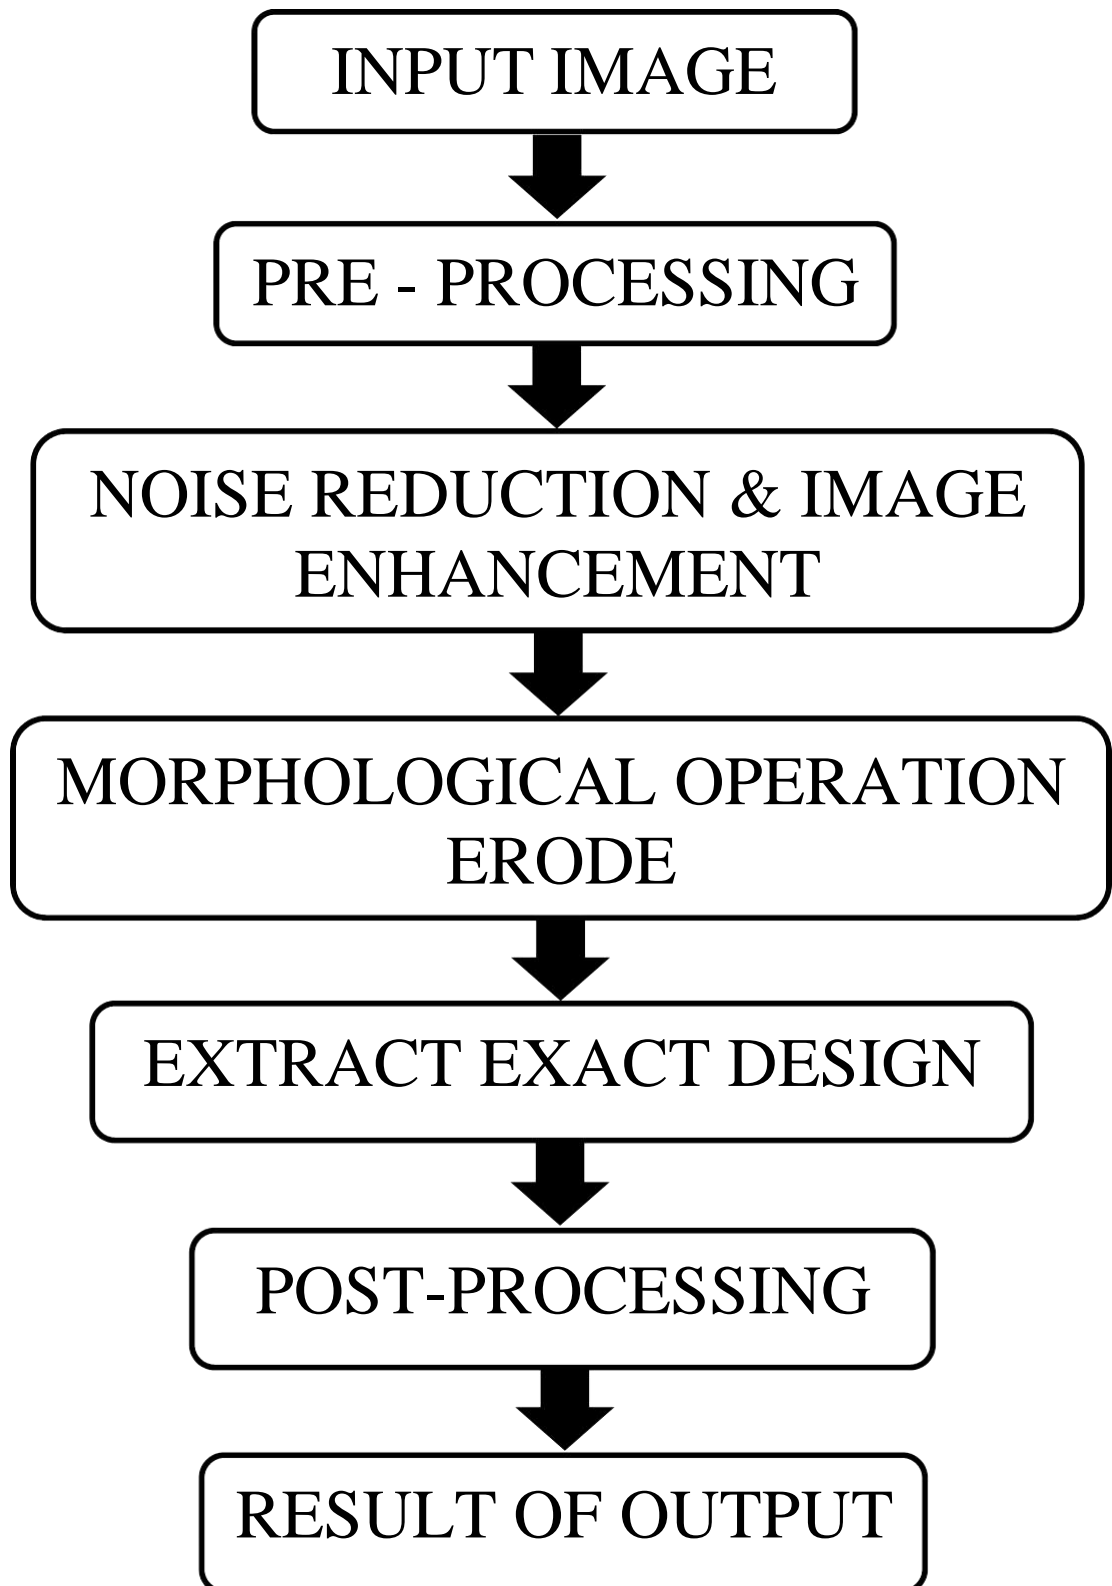 INPUT IMAGE
PRE - PROCESSING
NOISE REDUCTION & IMAGE
ENHANCEMENT
MORPHOLOGICAL OPERATION
ERODE
EXTRACT EXACT DESIGN
POST-PROCESSING
RESULT OF OUTPUT